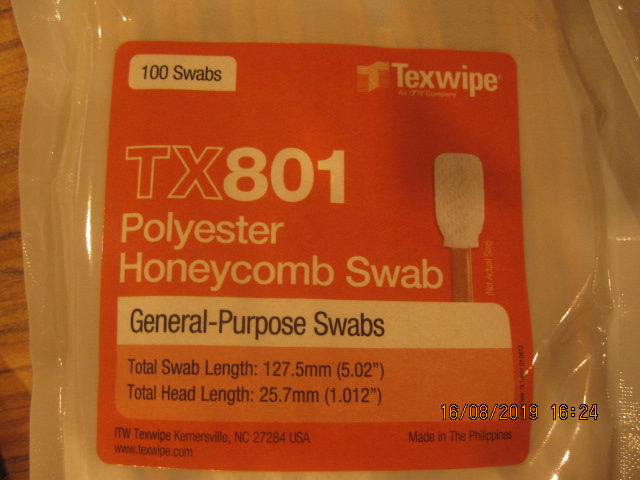 100 Swabs
Texwipe®
An ITW Company
TX801
Polyester
Honeycomb Swab
(Not Actual Size)
General-Purpose Swabs
Total Swab Length: 127.5mm (5.02")
Total Head Length: 25.7mm (1.012")
16/08/2019 16:24
ITW Texwipe Kernersville, NC 27284 USA
Made in The Philippines
www.texwipe.com